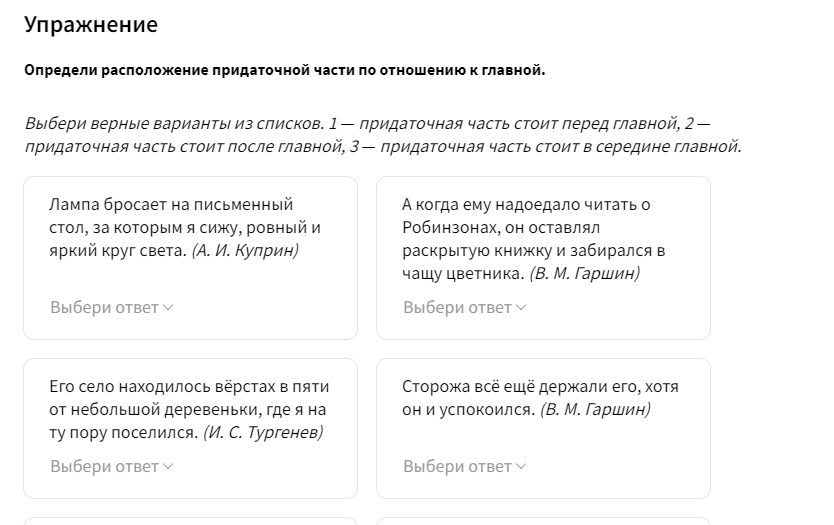 Упражнение
Определи расположение придаточной части по отношению к главной.
Выбери верные варианты из списков. 1 — придаточная часть стоит перед главной, 2 —
придаточная часть стоит после главной, 3 — придаточная часть стоит в середине главной.
Лампа бросает на письменный
стол, за которым я сижу, ровный и
яркий круг света. (А. И. Куприн)
Выбери ответ
А когда ему надоедало читать о
Робинзонах, он оставлял
раскрытую книжку и забирался в
чащу цветника. (В. М. Гаршин)
Выбери ответ
Его село находилось вёрстах в пяти
от небольшой деревеньки, где я на
ту пору поселился. (И. С. Тургенев)
Выбери ответ
Сторожа всё ещё держали его, хотя
он и успокоился. (В. М. Гаршин)
Выбери ответ